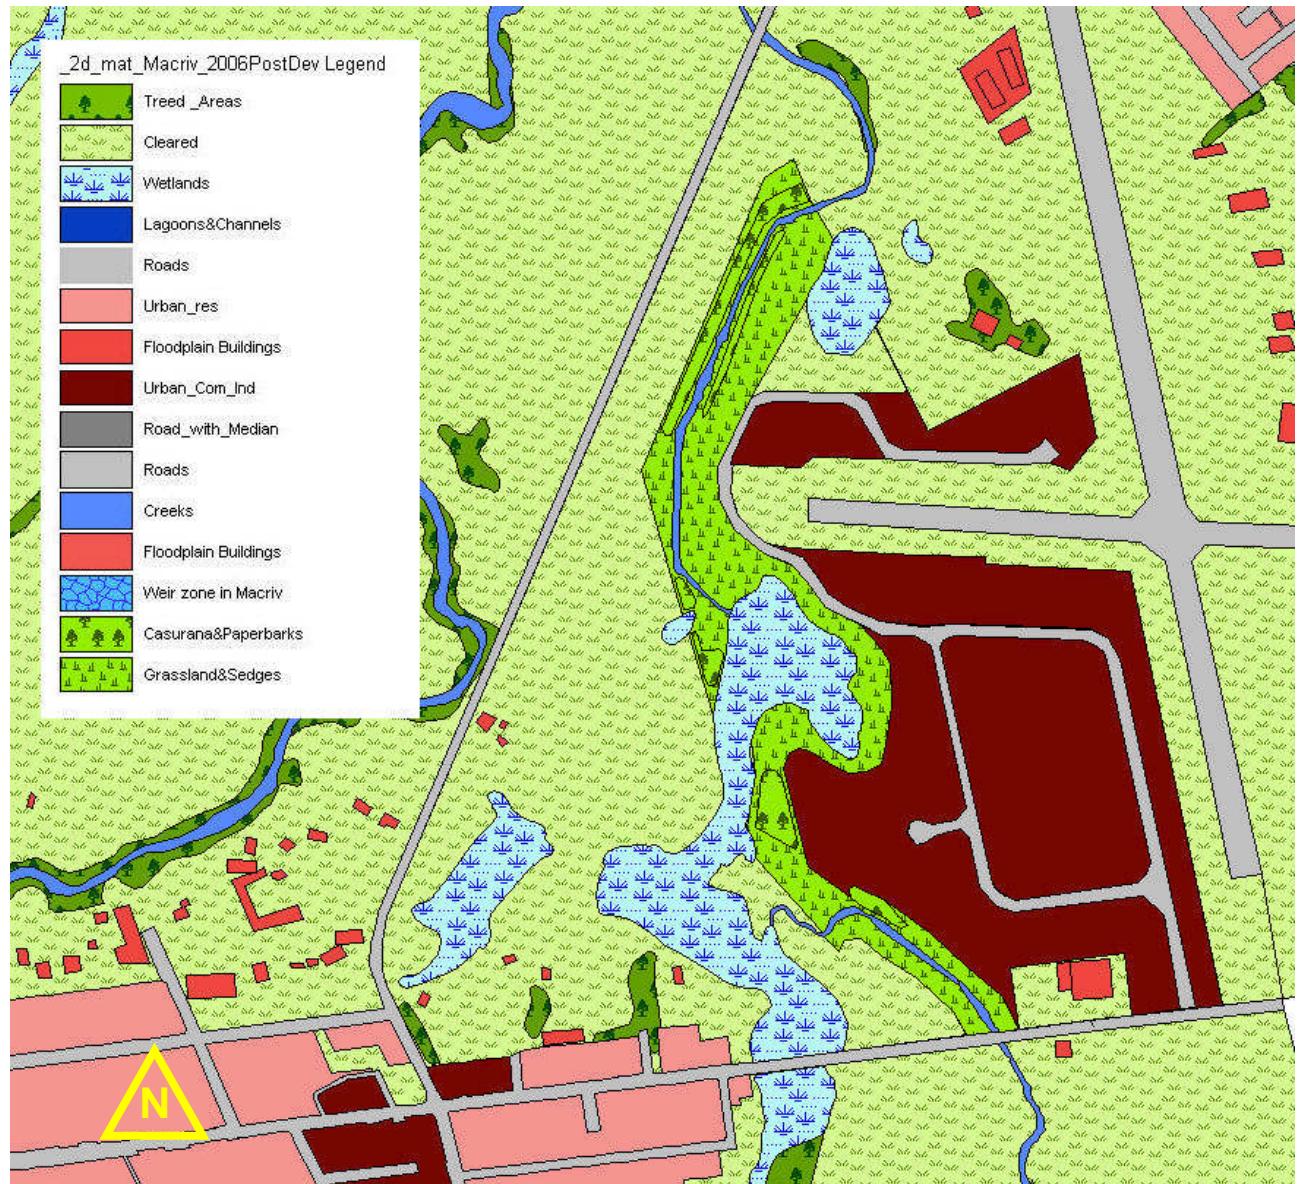 _2d_mat_Macriv_2006PostDev Legend
Treed _Areas
Cleared
Wetlands
Lagoons&Channels
Roads
Urban_res
Floodplain Buildings
Urban_Com_Ind
Road_with_Median
Roads
Creeks
Floodplain Buildings
Weir zone in Macriv
Casurana&Paperbarks
Grassland&Sedges
N